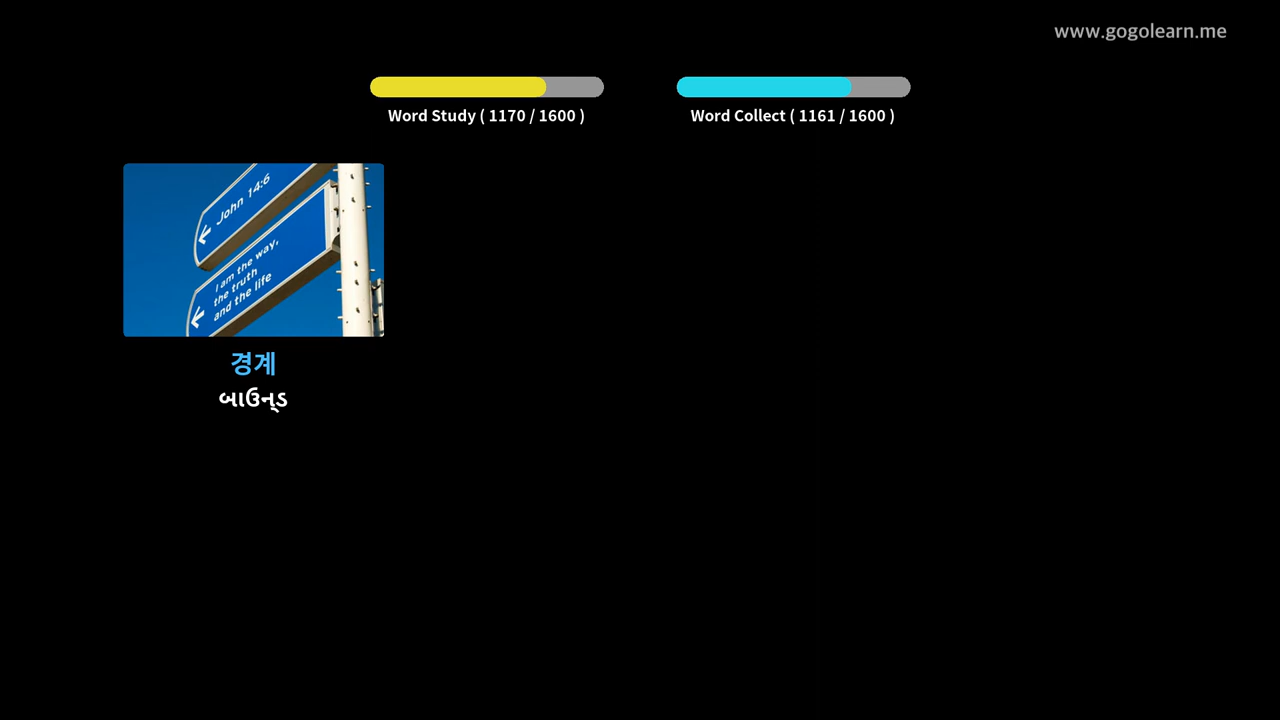 www.gogolearn.me
Word Study ( 1170 / 1600 )
Word Collect ( 1161 / 1600 )
John 14:6
I am the way,
the truth
and the life
경계
બાઉન્ડ